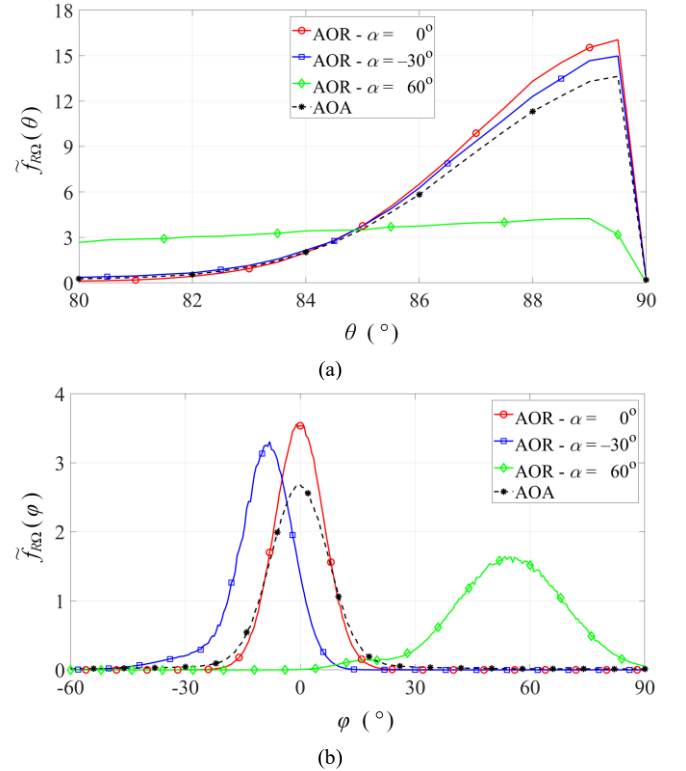 18
15
12
9
6
3
0
f̃RΩ(θ)
AOR - α = 0°
AOR - α = –30°
AOR - α = 60°
AOA
80 82 84 86 88 90
θ (°)
(a)
4
3
2
1
0
f̃RΩ(φ)
AOR - α = 0°
AOR - α = –30°
AOR - α = 60°
AOA
-60 -30 0 30 60 90
φ (°)
(b)